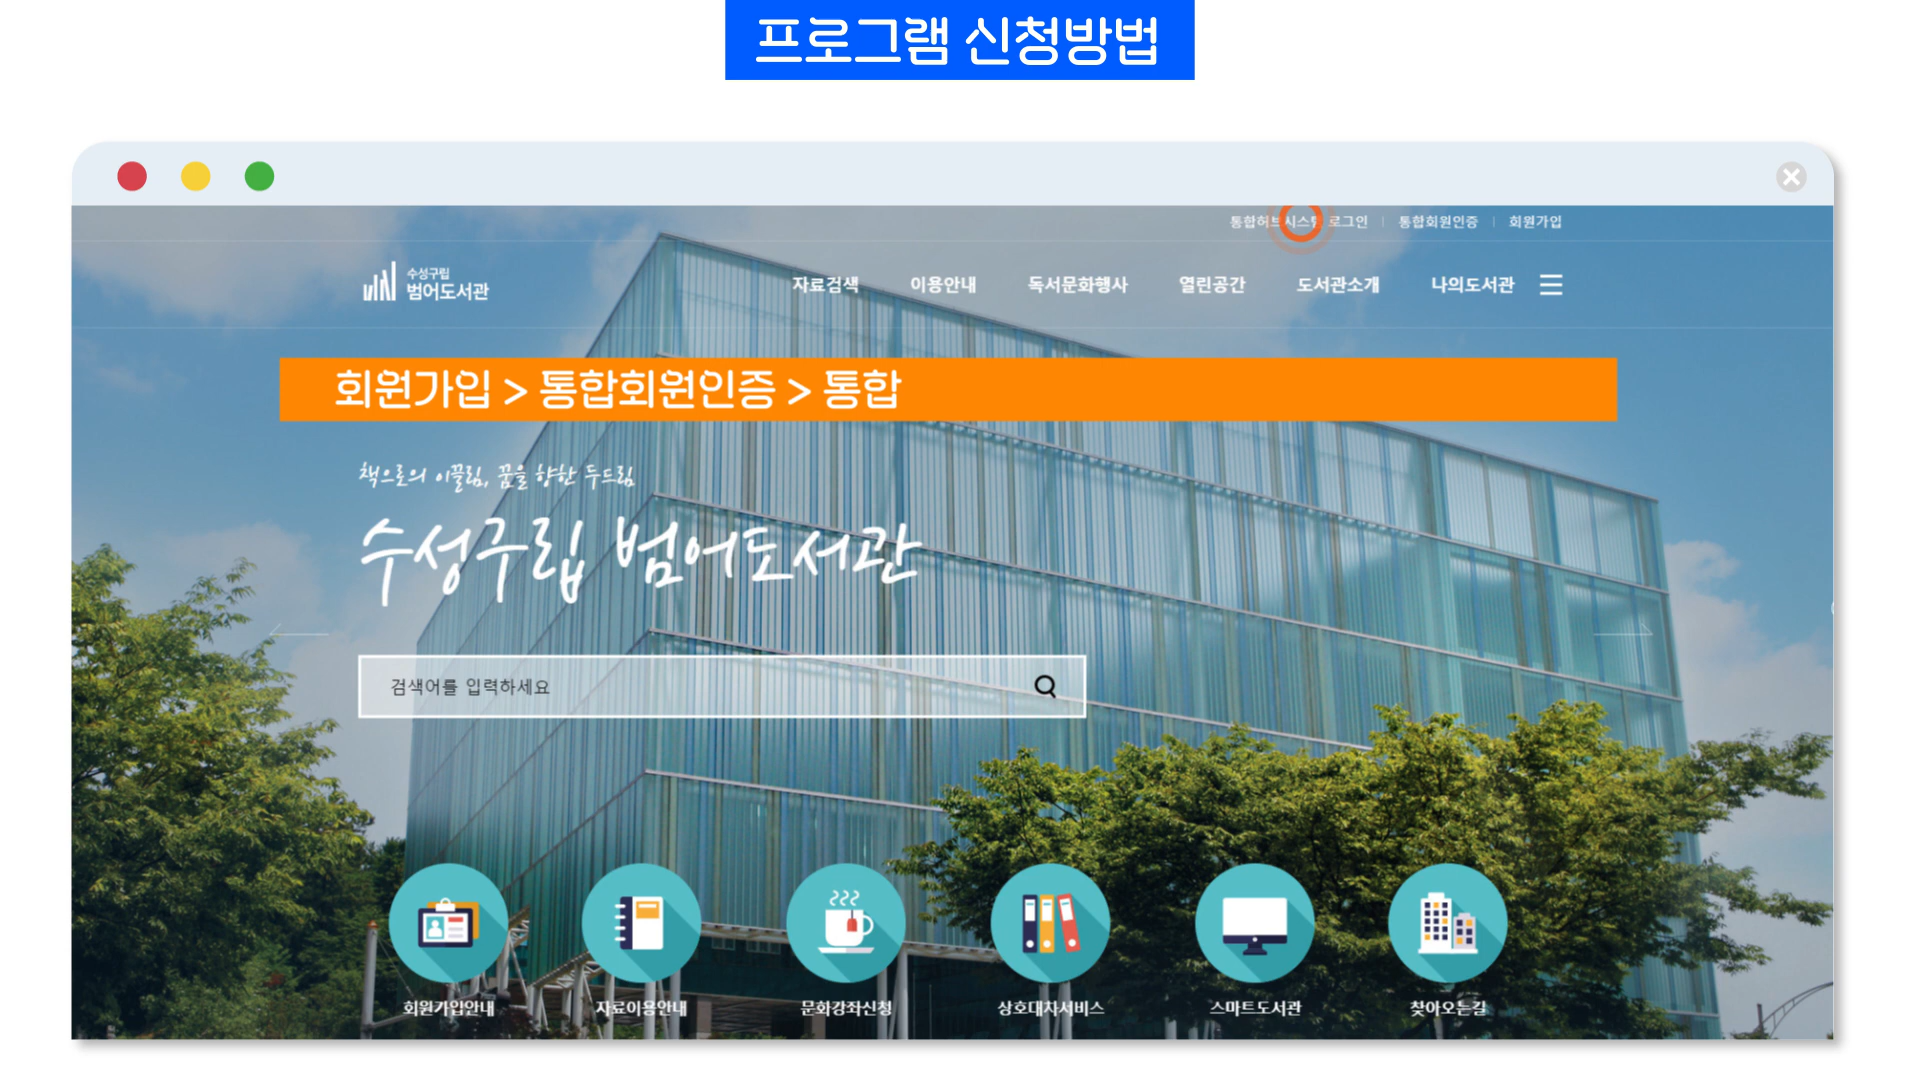 프로그램 신청방법
통합허브시스템 로그인 | 통합회원인증 | 회원가입
수성구립
범어도서관
자료검색 이용안내 독서문화행사 열린공간 도서관소개 나의도서관
회원가입 > 통합회원인증 > 통합
책으로의 이끌림, 꿈을 향한 두드림
수성구립 범어도서관
검색어를 입력하세요
회원가입안내 자료이용안내 문화강좌신청 상호대차서비스 스마트도서관 찾아오는길